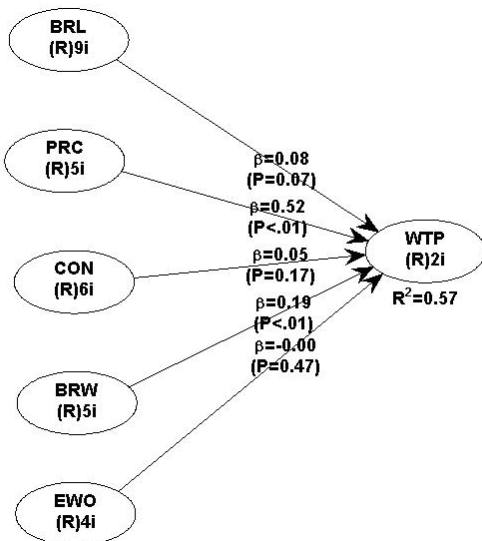 BRL
(R)9i
PRC
(R)5i
CON
(R)6i
BRW
(R)5i
EWO
(R)4i
β=0.08
(P=0.07)
β=0.52
(P<.01)
β=0.05
(P=0.17)
β=0.19
(P<.01)
β=-0.00
(P=0.47)
WTP
(R)2i
R²=0.57